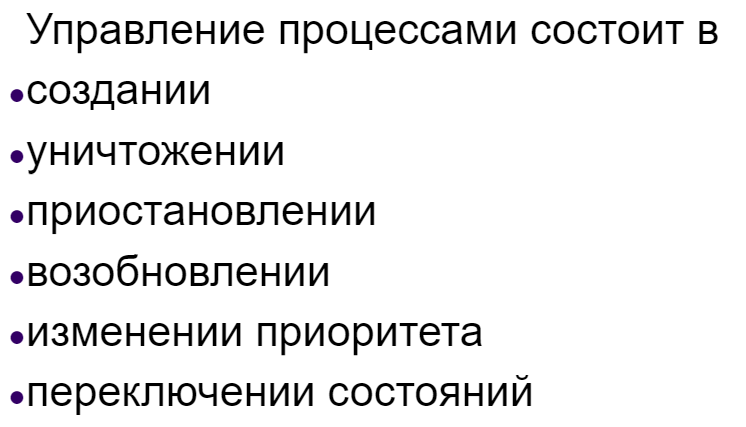 Управление процессами состоит в
•создании
•уничтожении
•приостановлении
•возобновлении
•изменении приоритета
•переключении состояний